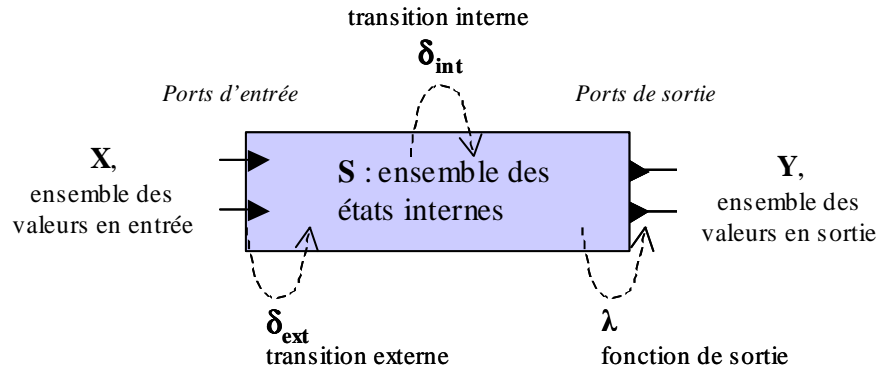 transition interne
δint
Ports d'entrée
Ports de sortie
X,
ensemble des
valeurs en entrée
S : ensemble des
états internes
Y,
ensemble des
valeurs en sortie
δext
transition externe
λ
fonction de sortie